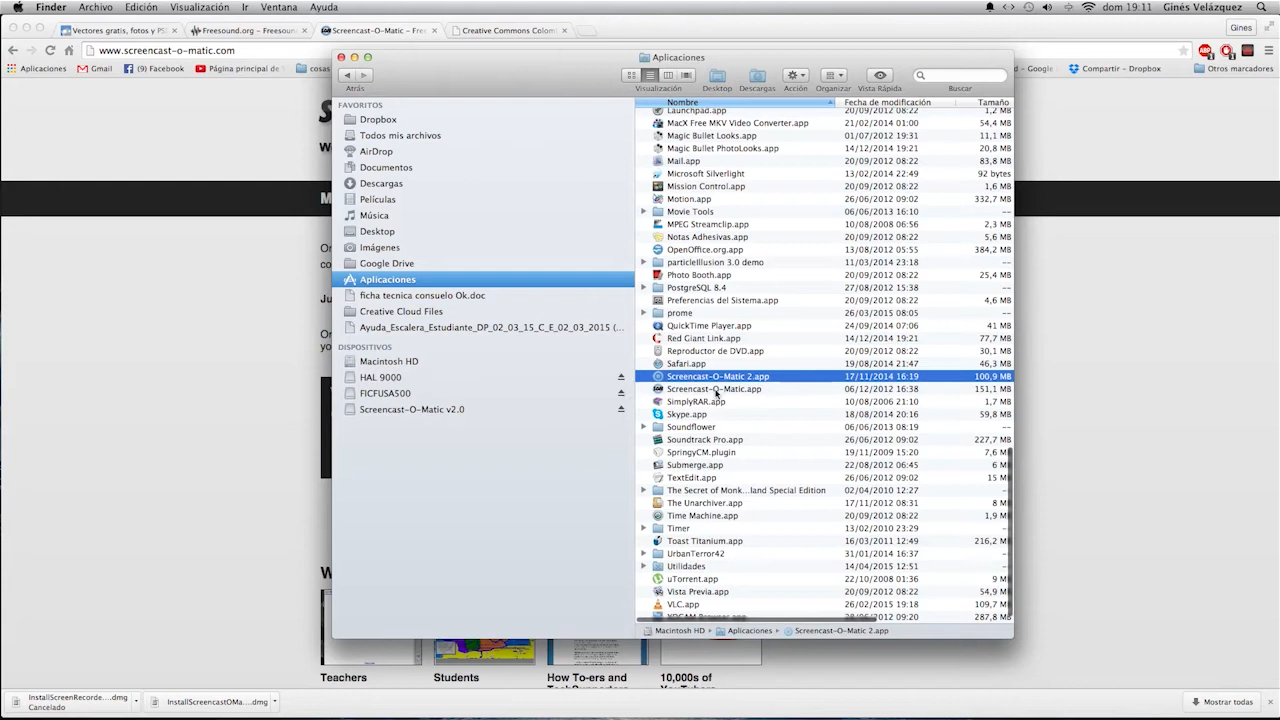 Finder Archivo Edición Visualización Ir Ventana Ayuda dom 19:11 Ginés Velázquez
Vectores gratis, fotos y PS Freesound.org - Freesoun Screencast-O-Matic - Free Creative Commons Colom Gines
www.screencast-o-matic.com
Aplicaciones Gmail (9) Facebook Página principal de cosas - Google Compartir - Dropbox Otros marcadores
Aplicaciones
Atrás Visualización Desktop Descargas Acción Organizar Vista Rápida Buscar
FAVORITOS
Dropbox
Todos mis archivos
AirDrop
Documentos
Descargas
Películas
Música
Desktop
Imágenes
Google Drive
Aplicaciones
ficha tecnica consuelo Ok.doc
Creative Cloud Files
Ayuda_Escalera_Estudiante_DP_02_03_15_C_E_02_03_2015 (...
DISPOSITIVOS
Macintosh HD
HAL 9000
FICFUSA500
Screencast-O-Matic v2.0
Nombre Fecha de modificación Tamaño
Launchpad.app 20/09/2012 08:22 1,2 MB
MacX Free MKV Video Converter.app 21/02/2014 01:00 54,4 MB
Magic Bullet Looks.app 01/07/2012 19:31 11,1 MB
Magic Bullet PhotoLooks.app 14/12/2014 19:21 20,8 MB
Mail.app 20/09/2012 08:22 83,8 MB
Microsoft Silverlight 13/02/2014 22:49 92 bytes
Mission Control.app 20/09/2012 08:22 1,6 MB
Motion.app 26/06/2012 09:02 332,7 MB
Movie Tools 06/06/2013 16:10 --
MPEG Streamclip.app 10/08/2008 06:56 2,3 MB
Notas Adhesivas.app 20/09/2012 08:22 5,6 MB
OpenOffice.org.app 13/08/2012 05:55 384,2 MB
particleIllusion 3.0 demo 11/03/2014 23:18 --
Photo Booth.app 20/09/2012 08:22 25,4 MB
PostgreSQL 8.4 27/08/2012 15:38 --
Preferencias del Sistema.app 20/09/2012 08:22 4,6 MB
prome 26/03/2015 08:05 --
QuickTime Player.app 24/09/2014 07:06 41 MB
Red Giant Link.app 14/12/2014 19:21 77,7 MB
Reproductor de DVD.app 20/09/2012 08:22 30,1 MB
Safari.app 19/08/2014 21:47 46,3 MB
Screencast-O-Matic 2.app 17/11/2014 16:19 100,9 MB
Screencast-O-Matic.app 06/12/2012 16:38 151,1 MB
SimplyRAR.app 10/08/2006 21:10 1,7 MB
Skype.app 18/08/2014 20:16 59,8 MB
Soundflower 06/06/2013 08:19 --
Soundtrack Pro.app 26/06/2012 09:02 227,7 MB
SpringyCM.plugin 19/11/2009 15:20 7,6 MB
Submerge.app 22/08/2012 06:45 6 MB
TextEdit.app 26/06/2012 09:02 15 MB
The Secret of Monk...land Special Edition 02/04/2010 12:27
The Unarchiver.app 17/11/2012 08:31 8 MB
Time Machine.app 20/09/2012 08:22 1,9 MB
Timer 13/02/2010 23:29
Toast Titanium.app 16/03/2011 12:49 216,2 MB
UrbanTerror42 31/01/2014 16:37
Utilidades 14/04/2015 12:51
uTorrent.app 22/10/2008 01:36 9 MB
Vista Previa.app 20/09/2012 08:22 54,9 MB
VLC.app 26/02/2015 19:18 109,7 MB
XDCAM Browser.app 28/06/2012 09:20 287,8 MB
Macintosh HD Aplicaciones Screencast-O-Matic 2.app
Teachers Students How To-ers and 10,000s of
InstallScreenRecorde....dmg InstallScreencastOMa....dmg Mostrar todas
Cancelado